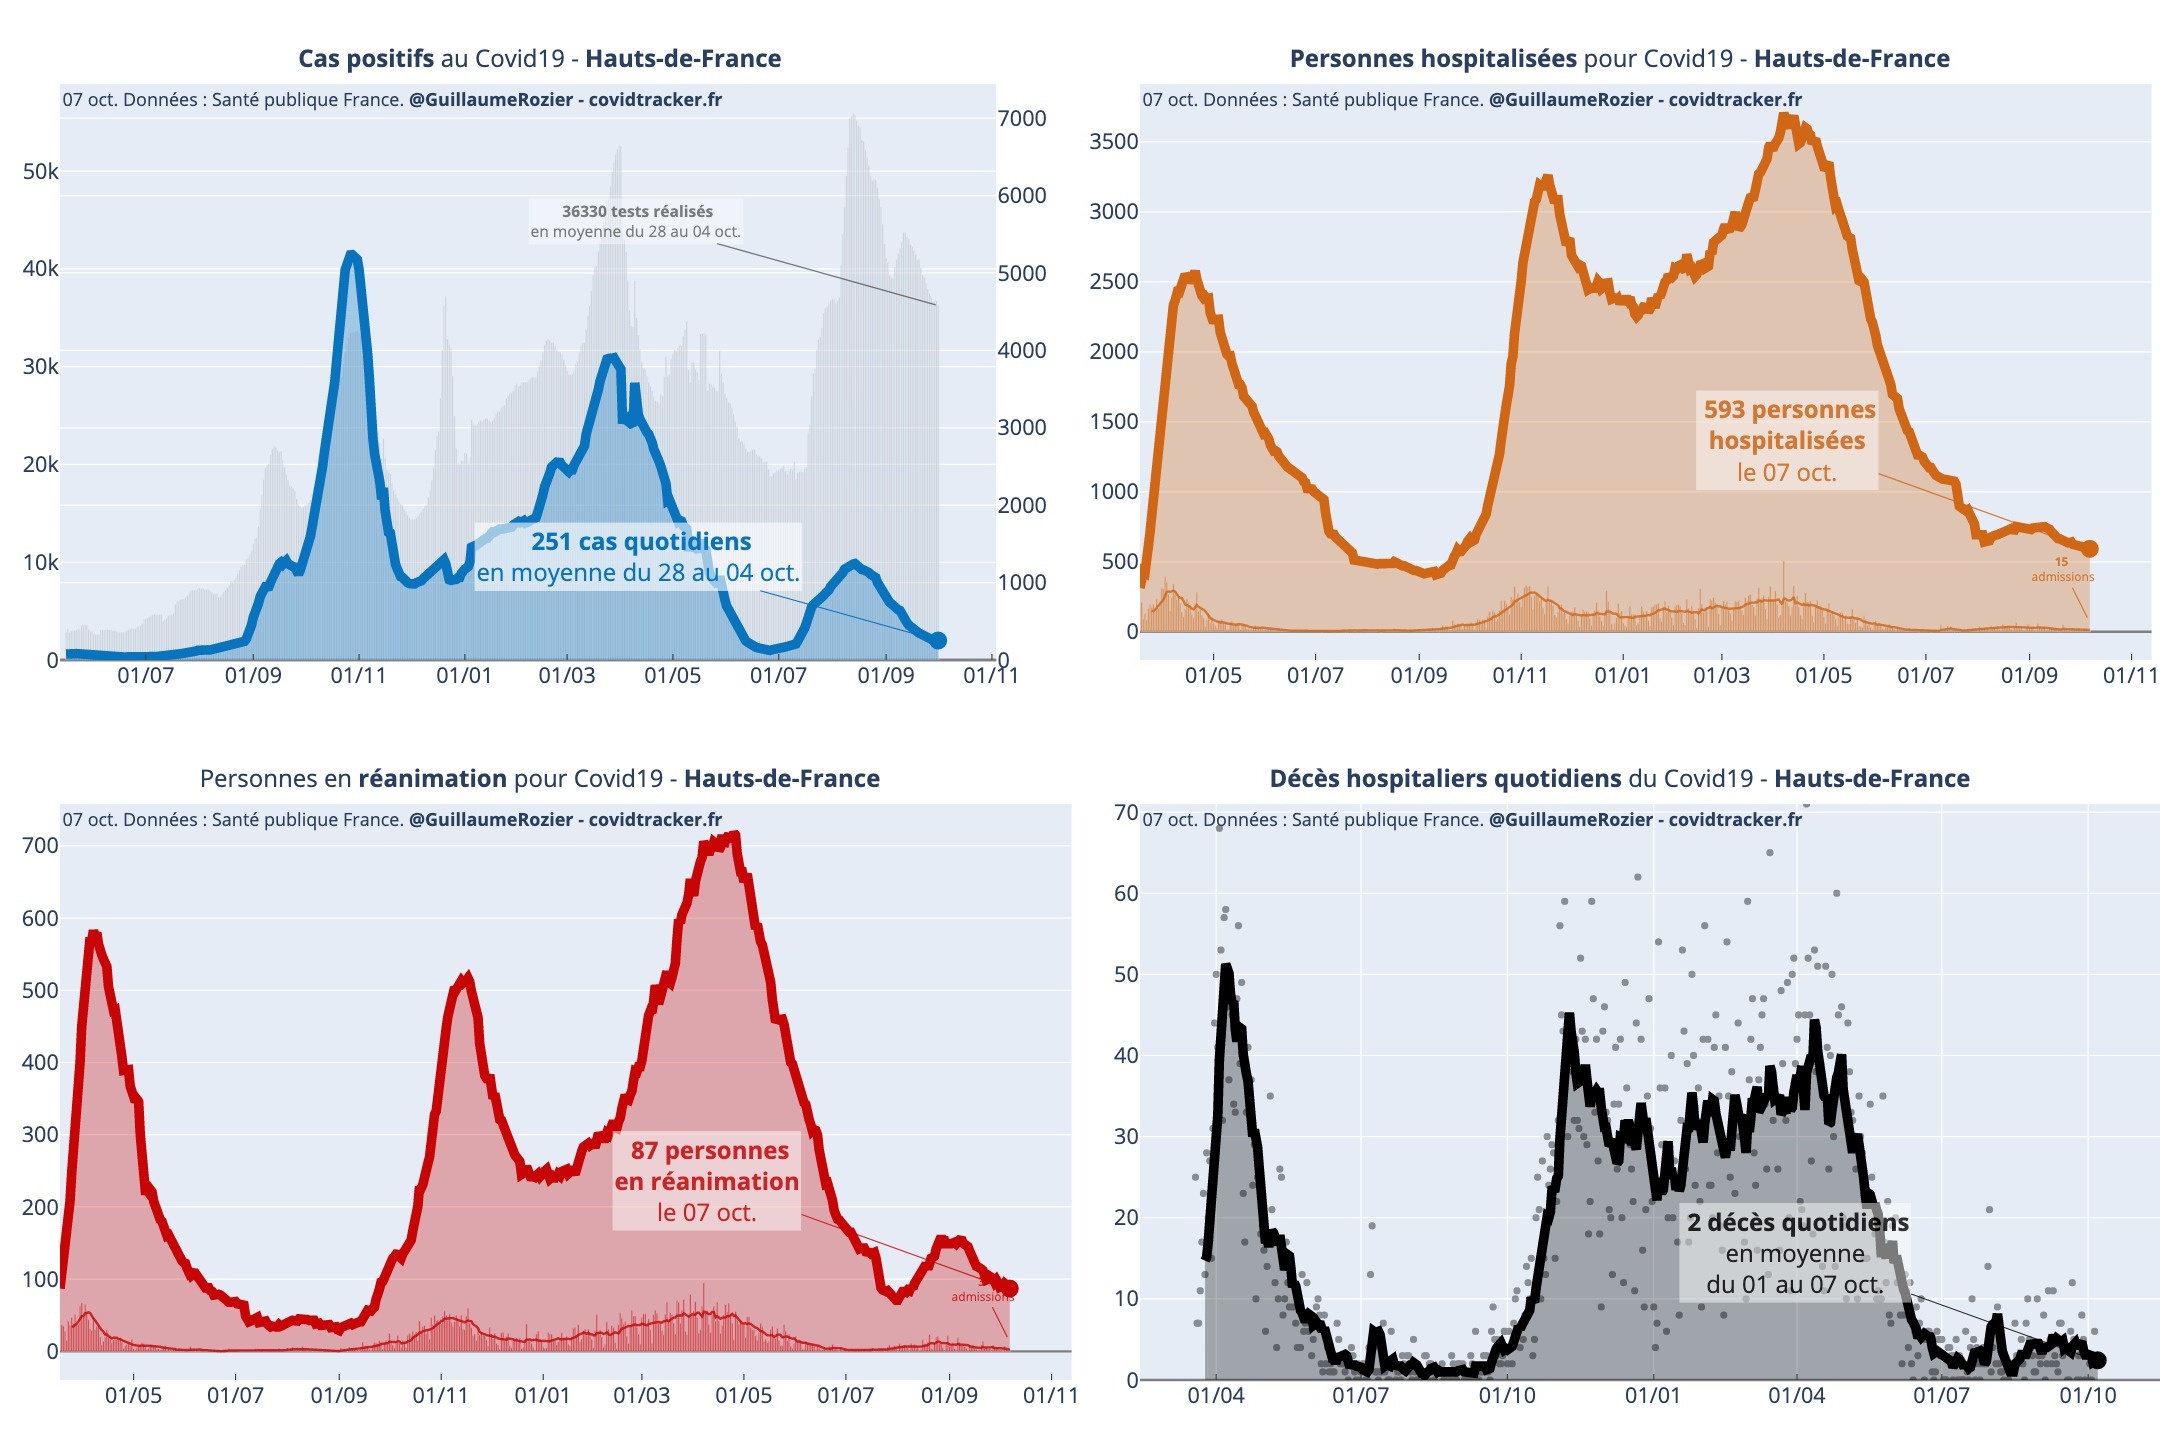 Cas positifs au Covid19 - Hauts-de-France
07 oct. Données : Santé publique France. @GuillaumeRozier - covidtracker.fr
7000
50k
6000
36330 tests réalisés
en moyenne du 28 au 04 oct.
40k
5000
30k
4000
20k
3000
2000
251 cas quotidiens
en moyenne du 28 au 04 oct.
10k
1000
0
0
01/07 01/09 01/11 01/01 01/03 01/05 01/07 01/09 01/11
Personnes hospitalisées pour Covid19 - Hauts-de-France
07 oct. Données : Santé publique France. @GuillaumeRozier - covidtracker.fr
3500
3000
2500
2000
1500
593 personnes
hospitalisées
le 07 oct.
1000
500
15
admissions
0
01/05 01/07 01/09 01/11 01/01 01/03 01/05 01/07 01/09 01/11
Personnes en réanimation pour Covid19 - Hauts-de-France
07 oct. Données : Santé publique France. @GuillaumeRozier - covidtracker.fr
700
600
500
400
300
87 personnes
en réanimation
le 07 oct.
200
100
admissions
0
01/05 01/07 01/09 01/11 01/01 01/03 01/05 01/07 01/09 01/11
Décès hospitaliers quotidiens du Covid19 - Hauts-de-France
70
07 oct. Données : Santé publique France. @GuillaumeRozier - covidtracker.fr
60
50
40
30
20
2 décès quotidiens
en moyenne
du 01 au 07 oct.
10
0
01/04 01/07 01/10 01/01 01/04 01/07 01/10